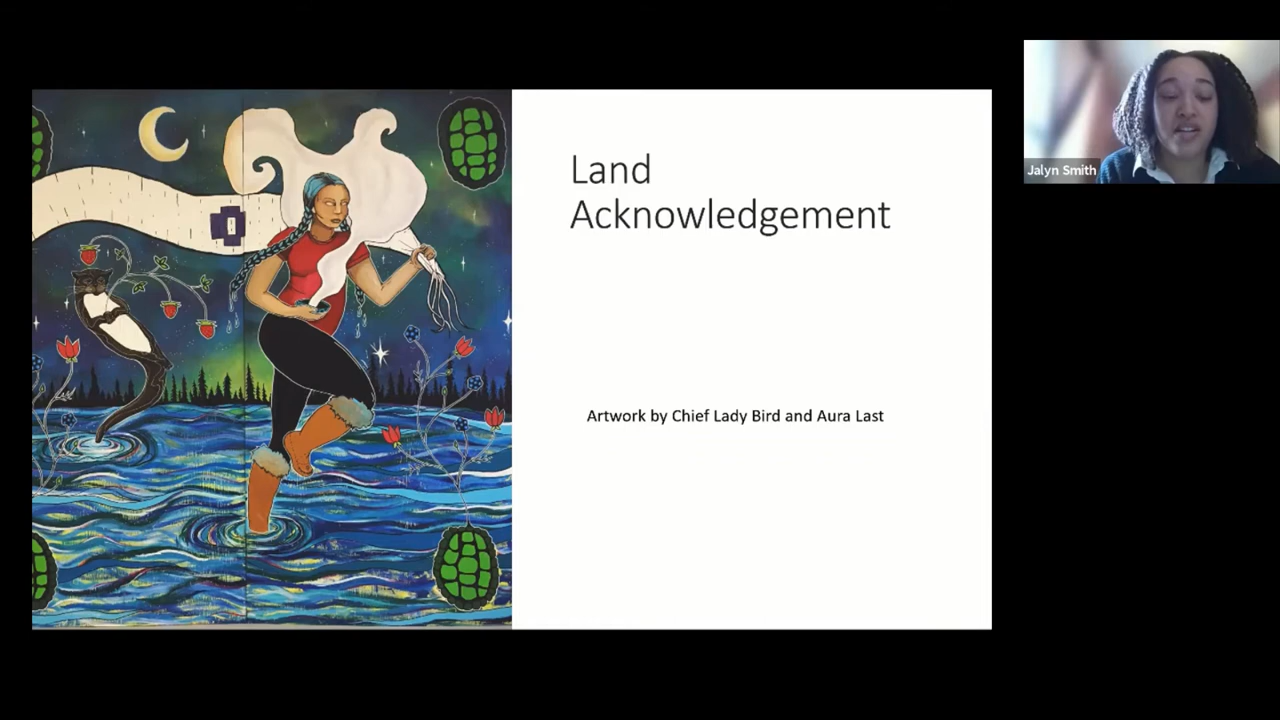 Land
Acknowledgement
Artwork by Chief Lady Bird and Aura Last
Jalyn Smith